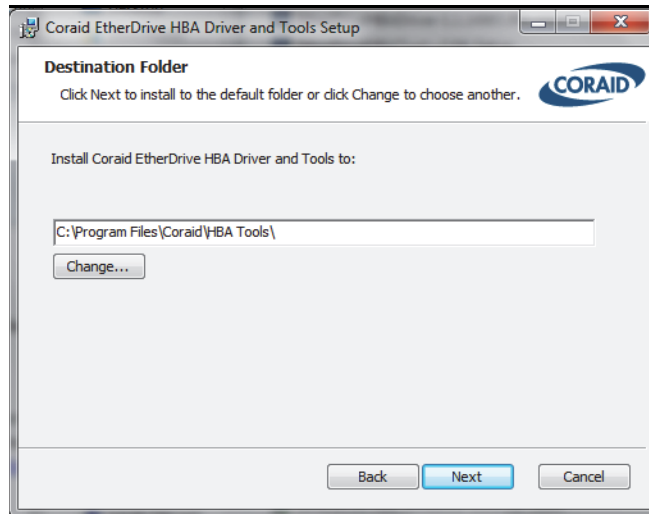 Coraid EtherDrive HBA Driver and Tools Setup
Destination Folder
Click Next to install to the default folder or click Change to choose another.
CORAID
Install Coraid EtherDrive HBA Driver and Tools to:
C:\Program Files\Coraid\HBA Tools\
Change...
Back Next Cancel